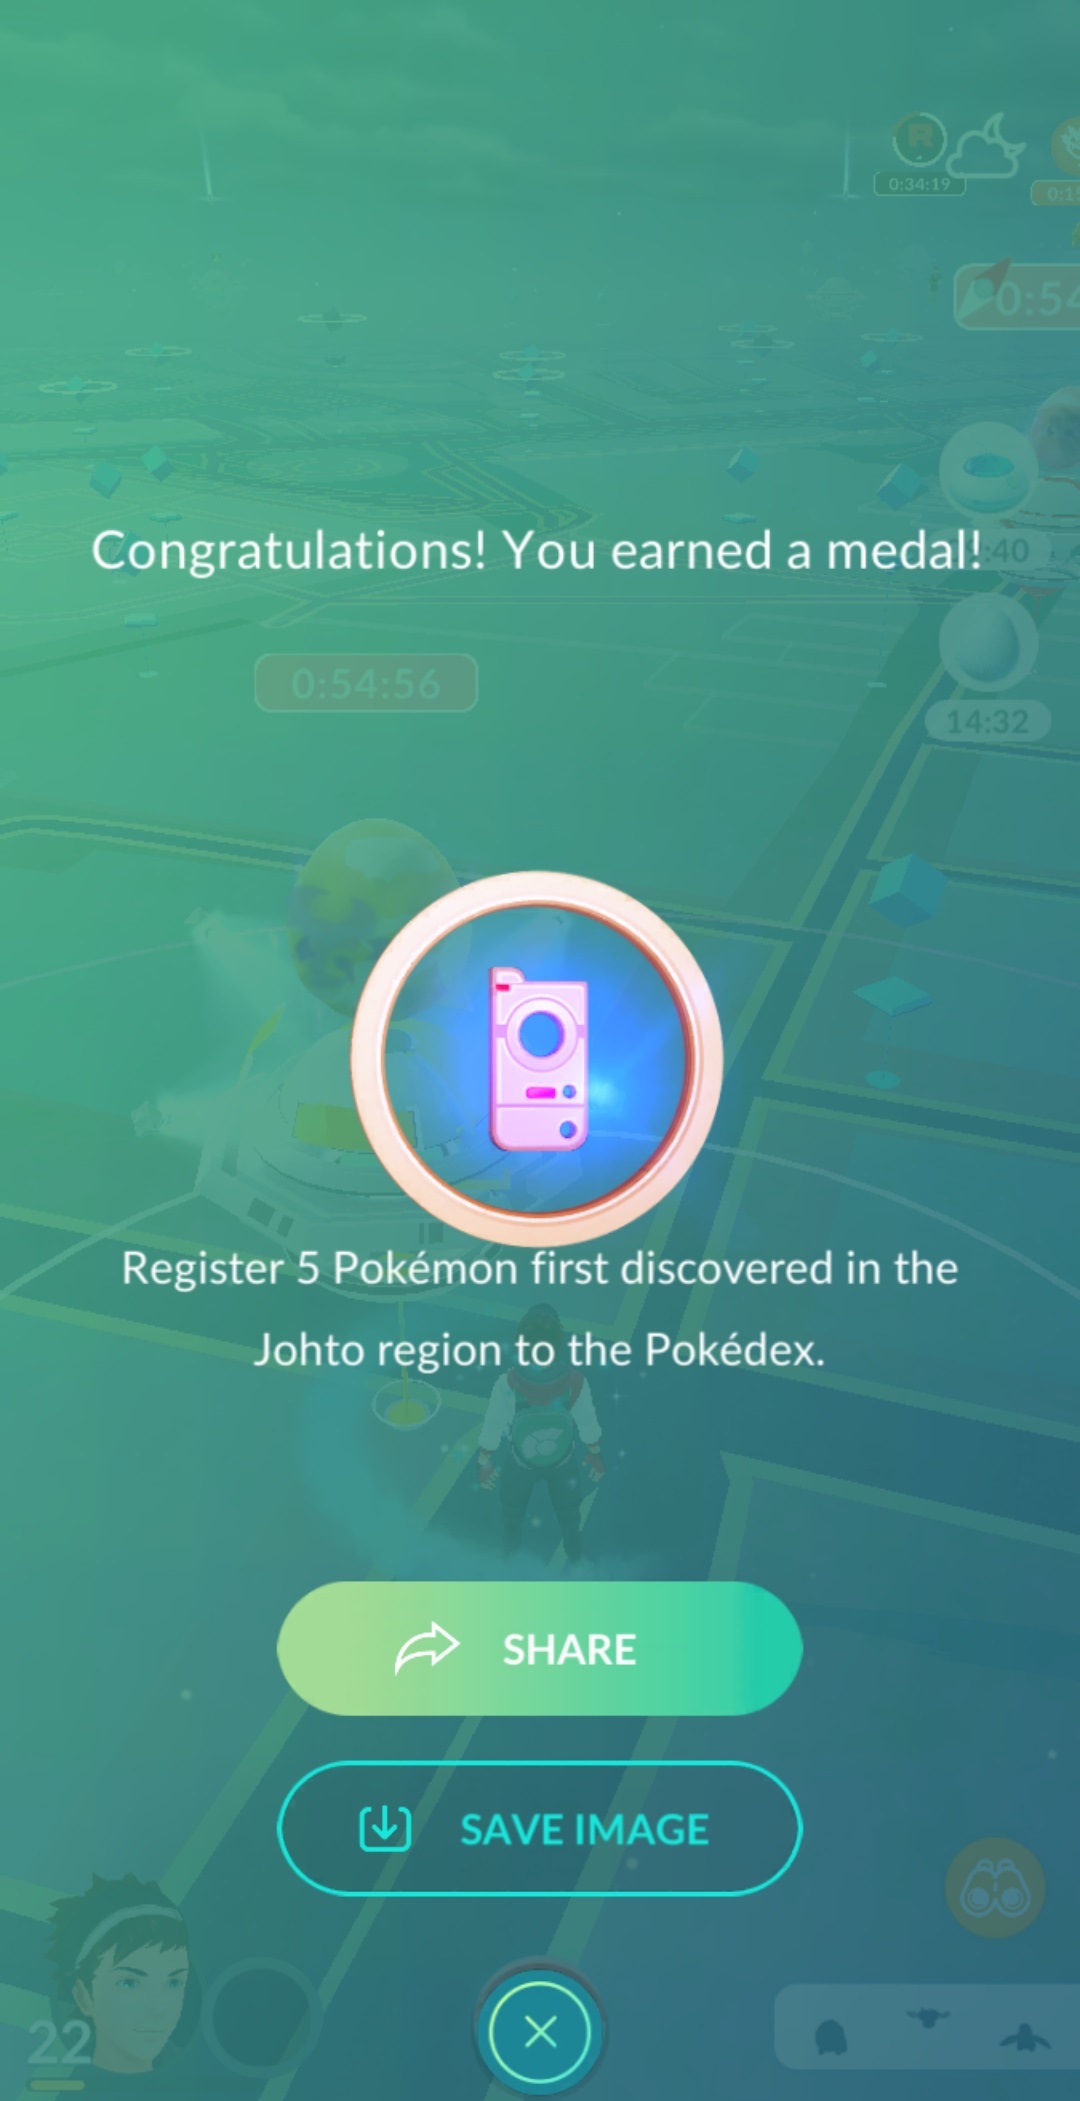 R
0:34:19
0:54
Congratulations! You earned a medal!
:40
0:54:56
14:32
Register 5 Pokémon first discovered in the
Johto region to the Pokédex.
SHARE
SAVE IMAGE
22